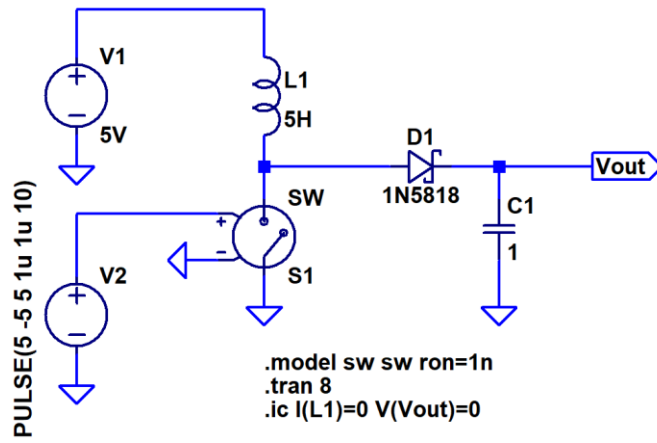 V1
5V
L1
5H
D1
1N5818
Vout
C1
1
SW
S1
V2
PULSE(5 -5 5 1u 1u 10)
.model sw sw ron=1n
.tran 8
.ic I(L1)=0 V(Vout)=0